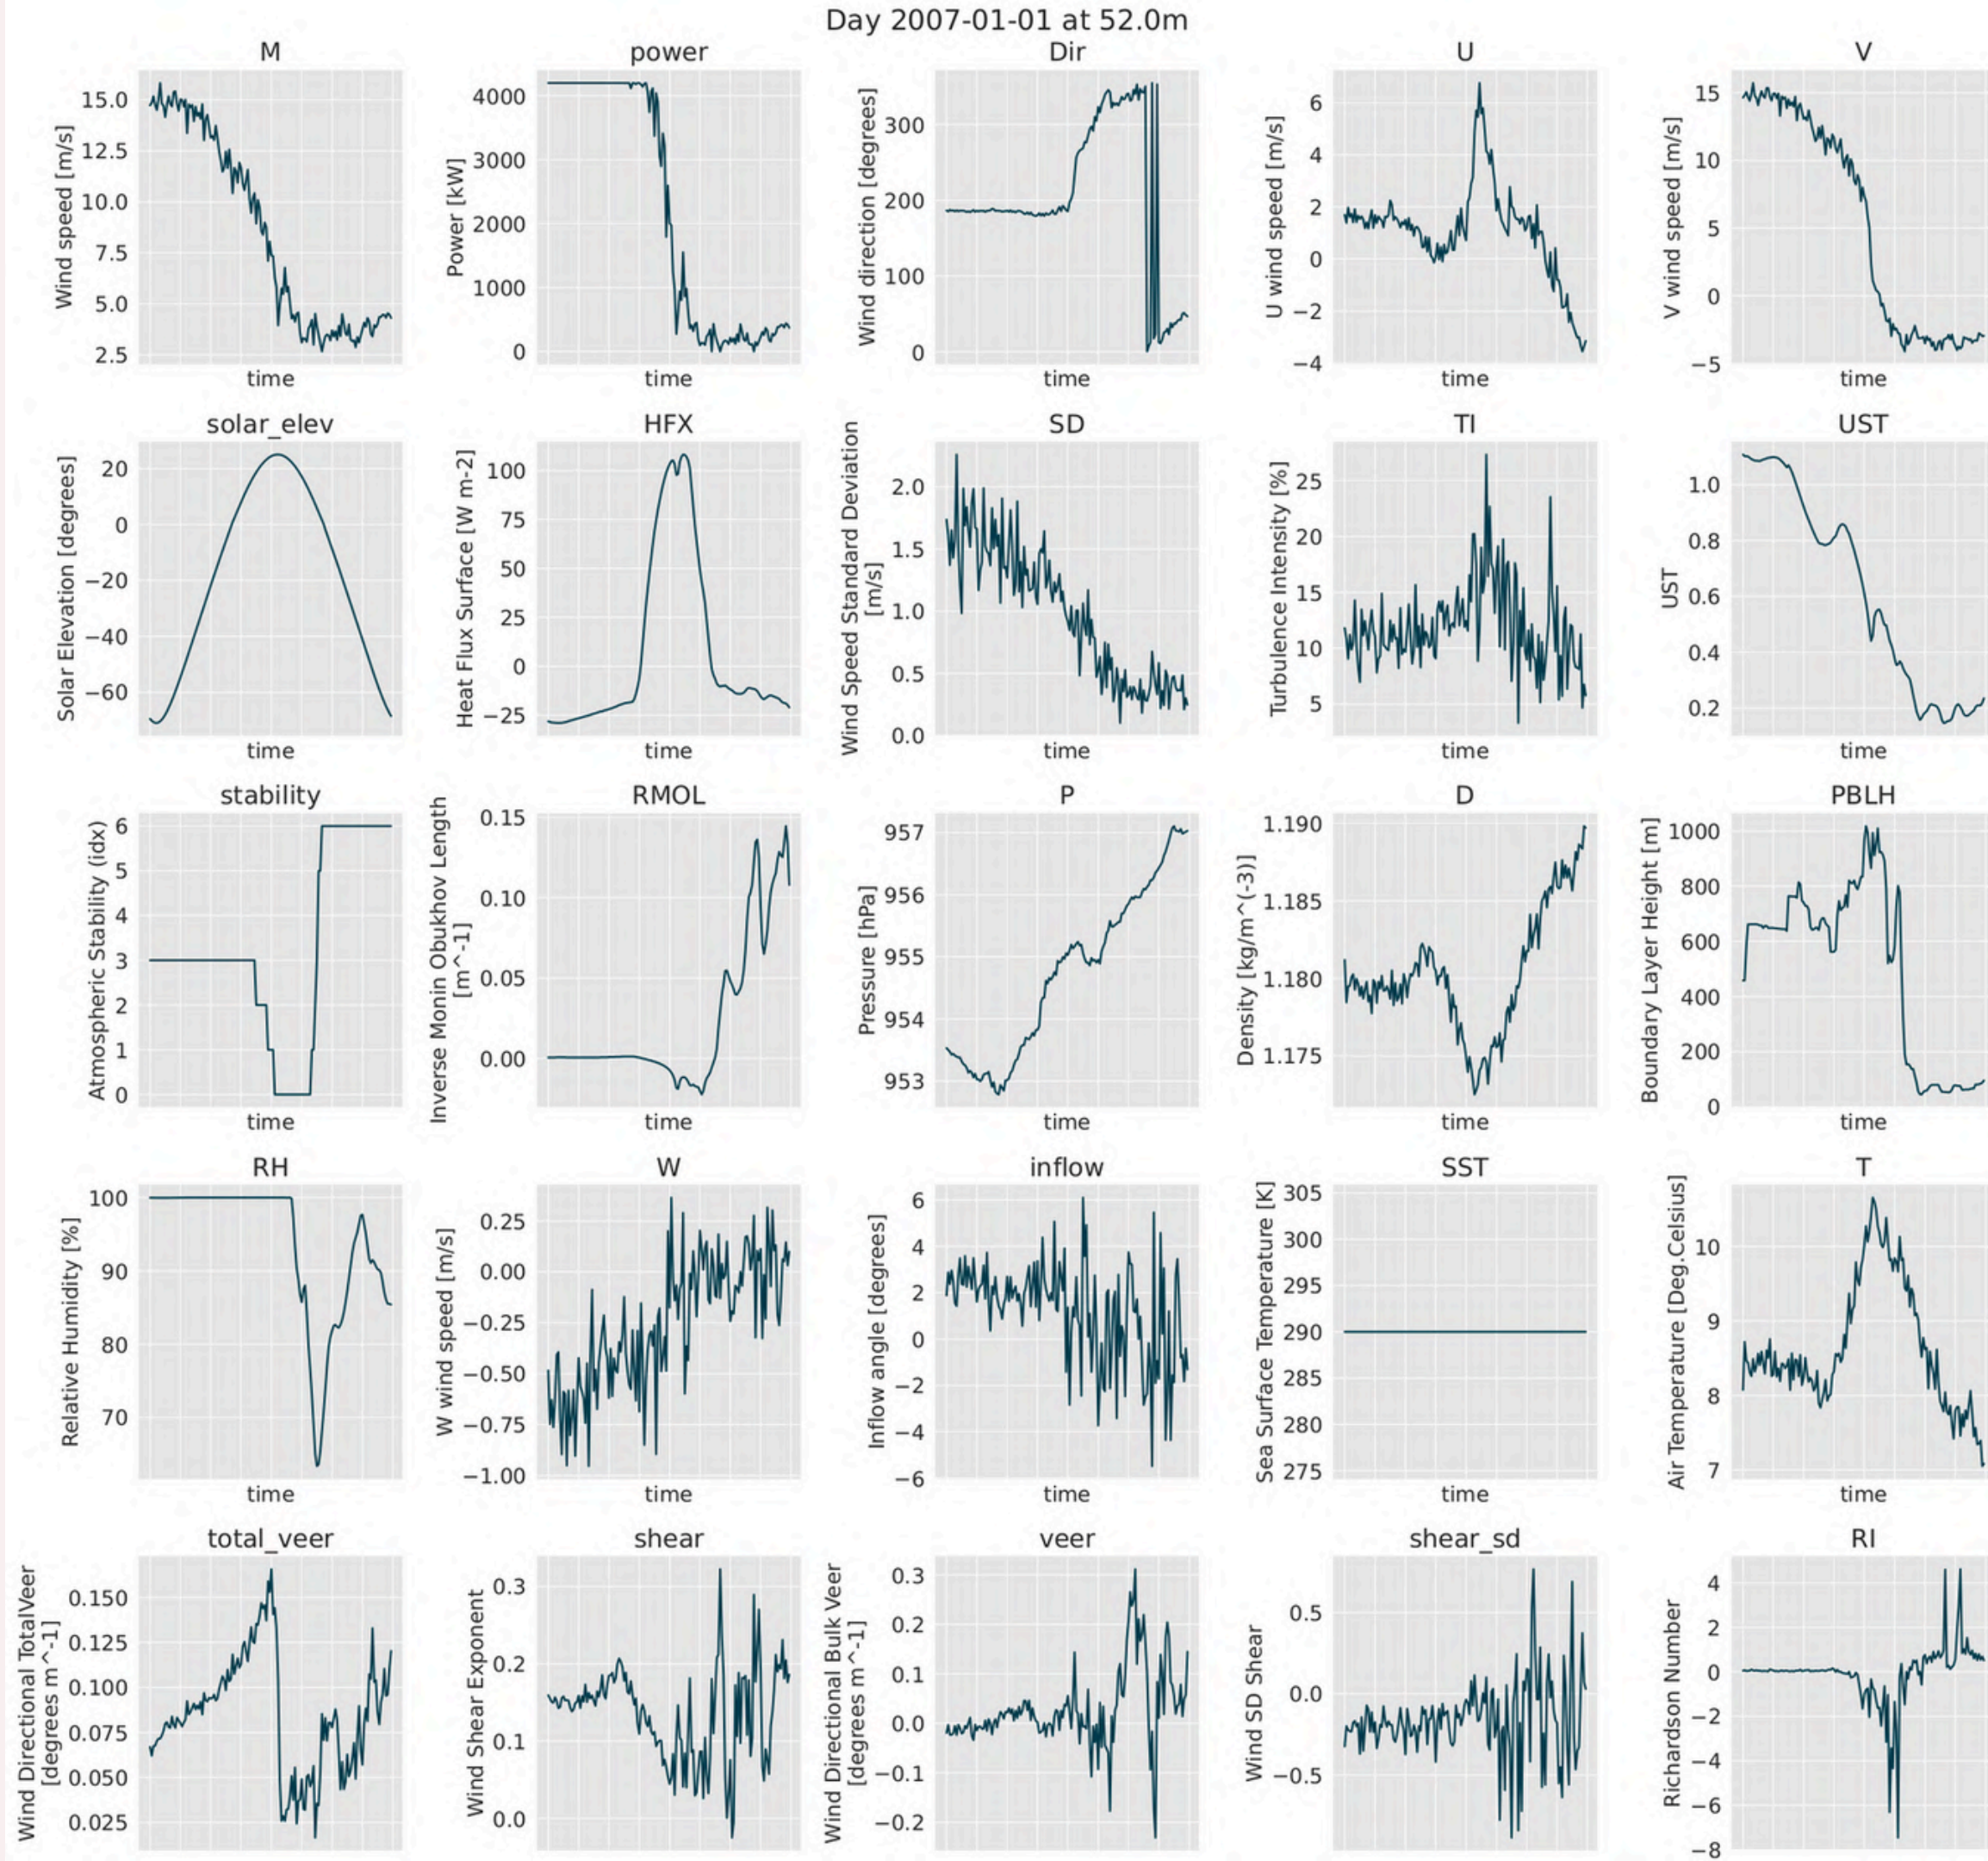 Day 2007-01-01 at 52.0m
M
Wind speed [m/s]
15.0
12.5
10.0
7.5
5.0
2.5
time
power
Power [kW]
4000
3000
2000
1000
0
time
Dir
Wind direction [degrees]
300
200
100
0
time
U
U wind speed [m/s]
6
4
2
0
−2
−4
time
V
V wind speed [m/s]
15
10
5
0
−5
time
solar_elev
Solar Elevation [degrees]
20
0
−20
−40
−60
time
HFX
Heat Flux Surface [W m-2]
100
75
50
25
0
−25
time
SD
Wind Speed Standard Deviation
[m/s]
2.0
1.5
1.0
0.5
0.0
time
TI
Turbulence Intensity [%]
25
20
15
10
5
time
UST
UST
1.0
0.8
0.6
0.4
0.2
time
stability
Atmospheric Stability (idx)
6
5
4
3
2
1
0
time
RMOL
Inverse Monin Obukhov Length
[m^-1]
0.15
0.10
0.05
0.00
time
P
Pressure [hPa]
957
956
955
954
953
time
D
Density [kg/m^(-3)]
1.190
1.185
1.180
1.175
time
PBLH
Boundary Layer Height [m]
1000
800
600
400
200
0
time
RH
Relative Humidity [%]
100
90
80
70
time
W
W wind speed [m/s]
0.25
0.00
−0.25
−0.50
−0.75
−1.00
time
inflow
Inflow angle [degrees]
6
4
2
0
−2
−4
−6
time
SST
Sea Surface Temperature [K]
305
300
295
290
285
280
275
time
T
Air Temperature [Deg.Celsius]
10
9
8
7
time
total_veer
Wind Directional TotalVeer
[degrees m^-1]
0.150
0.125
0.100
0.075
0.050
0.025
shear
Wind Shear Exponent
0.3
0.2
0.1
0.0
veer
Wind Directional Bulk Veer
[degrees m^-1]
0.3
0.2
0.1
0.0
−0.1
−0.2
shear_sd
Wind SD Shear
0.5
0.0
−0.5
RI
Richardson Number
4
2
0
−2
−4
−6
−8